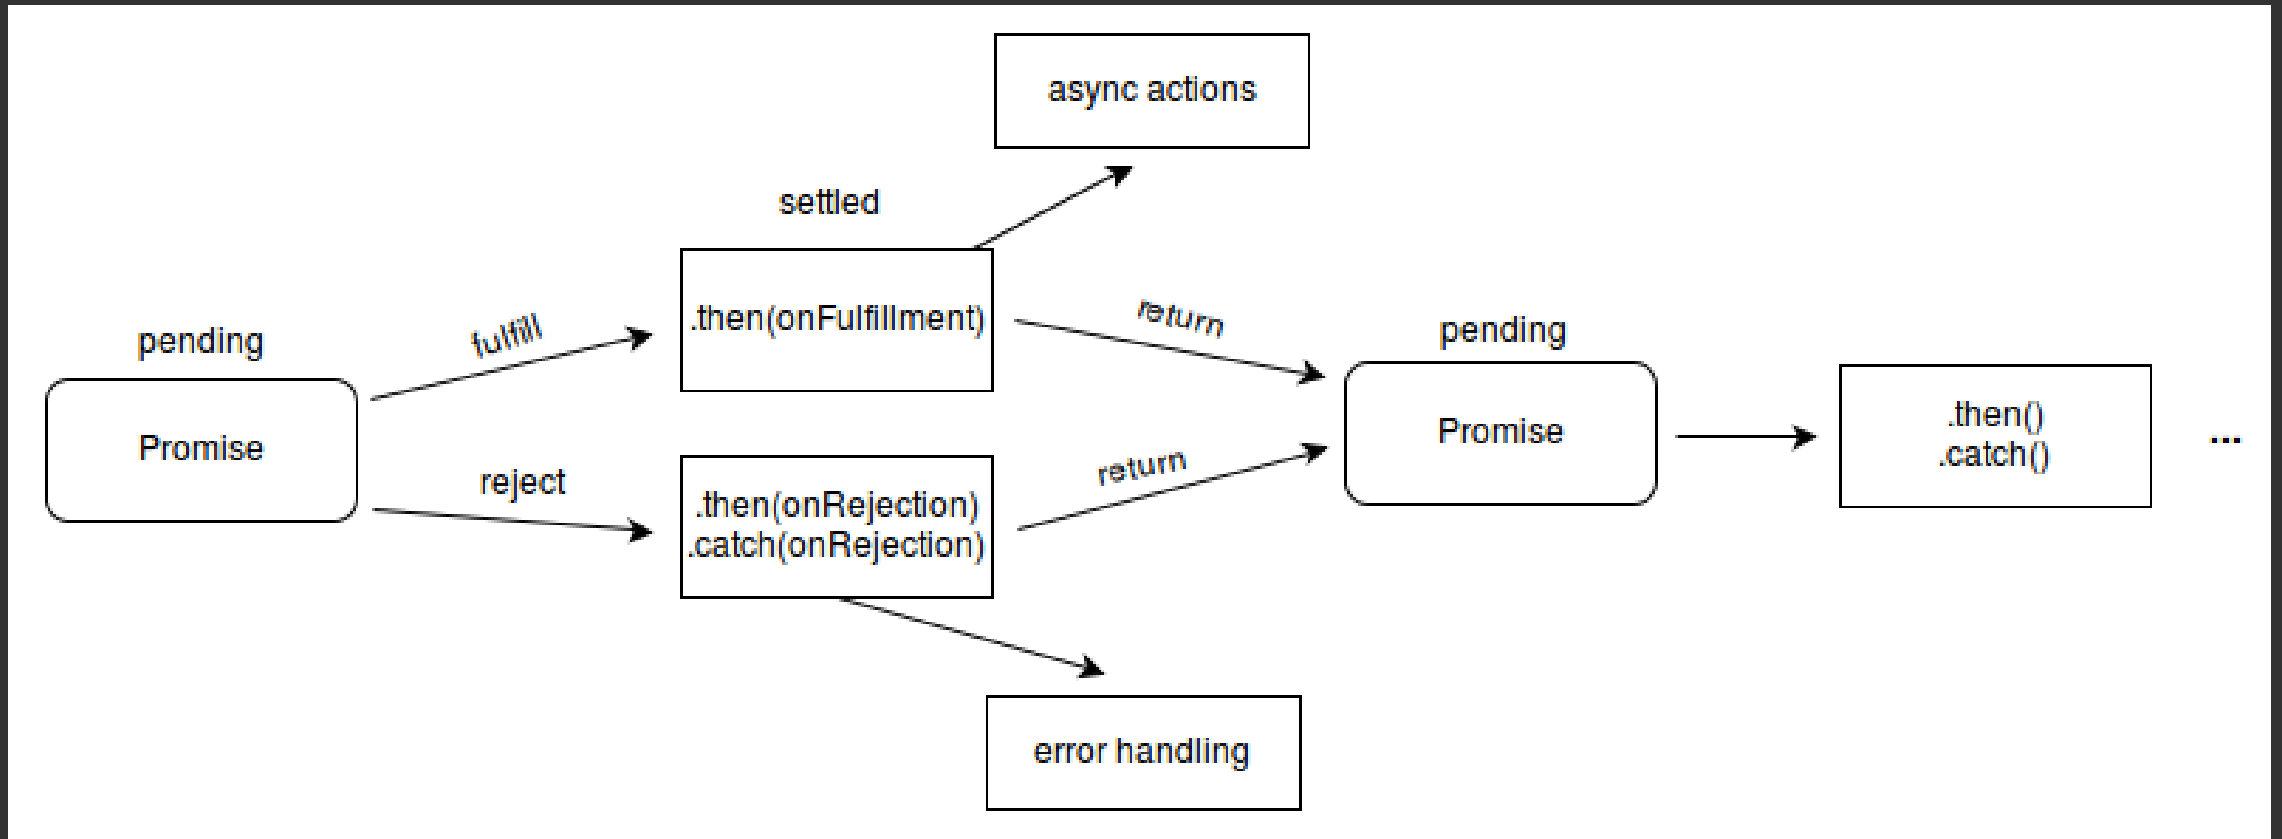 async actions
settled
.then(onFulfillment)
fulfill
return
pending
Promise
reject
.then(onRejection)
.catch(onRejection)
return
pending
Promise
.then()
.catch()
...
error handling